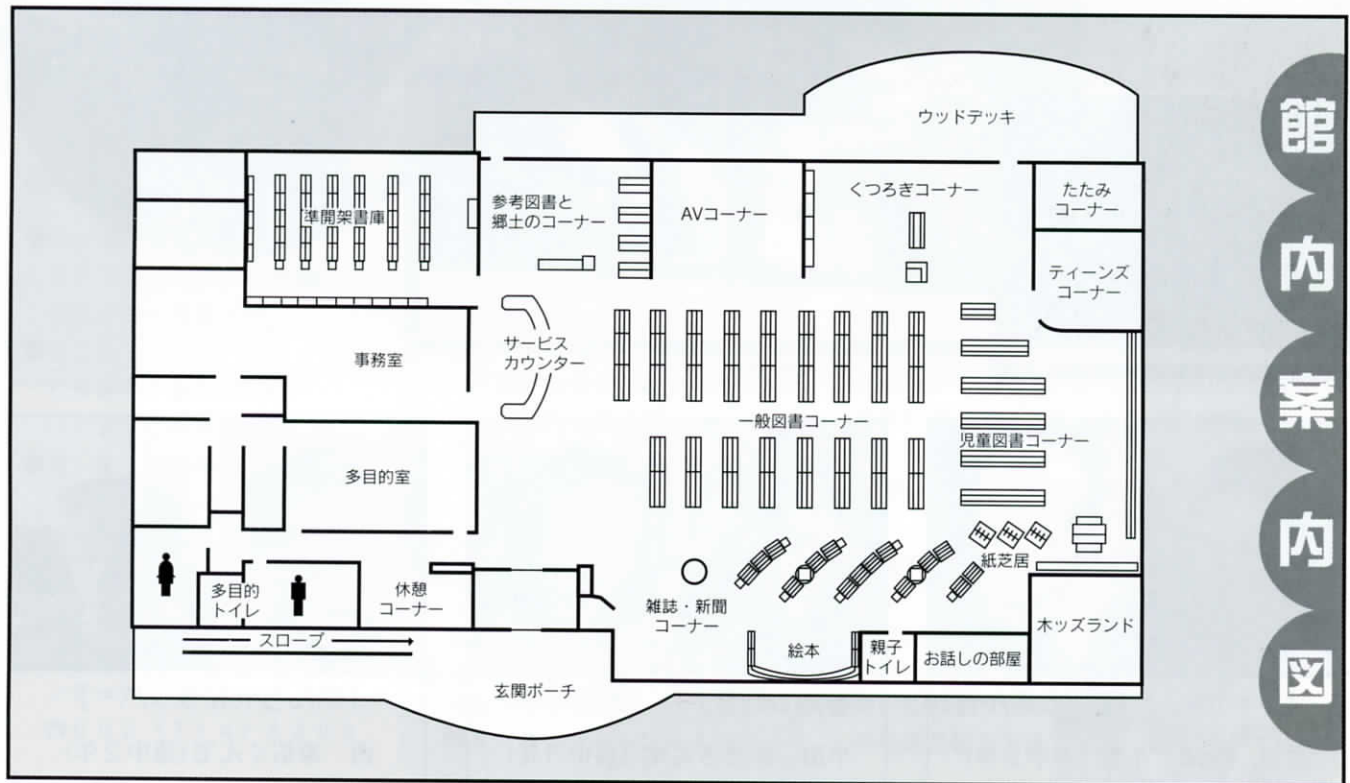 館内案内図
ウッドデッキ
準開架書庫
参考図書と
郷土のコーナー
AVコーナー
くつろぎコーナー
たたみ
コーナー
ティーンズ
コーナー
事務室
サービス
カウンター
一般図書コーナー
児童図書コーナー
多目的室
紙芝居
多目的
トイレ
休憩
コーナー
雑誌・新聞
コーナー
絵本
親子
トイレ
お話しの部屋
木ッズランド
スロープ
玄関ポーチ